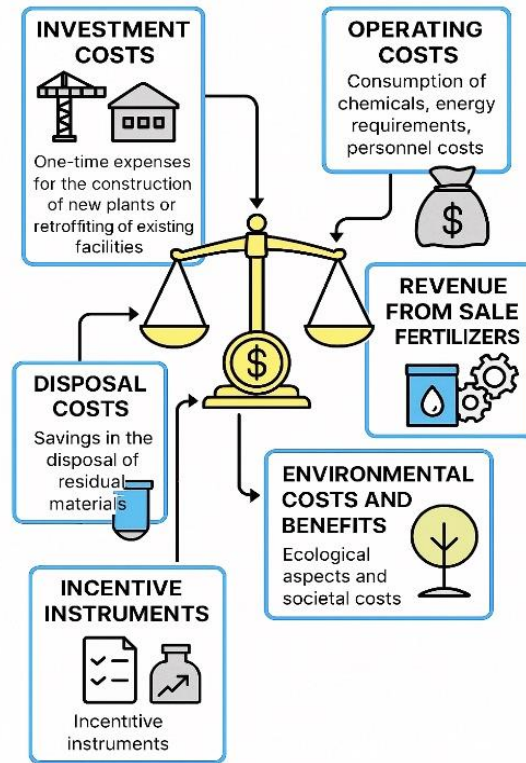 INVESTMENT
COSTS
One-time expenses
for the construction
of new plants or
retroffiting of existing
facilities
OPERATING
COSTS
Consumption of
chemicals, energy
requirements,
personnel costs
$
REVENUE
FROM SALE
FERTILIZERS
$
DISPOSAL
COSTS
Savings in the
disposal of
residual
materials
ENVIRONMENTAL
COSTS AND
BENEFITS
Ecological
aspects and
societal costs
INCENTIVE
INSTRUMENTS
Incentitive
instruments